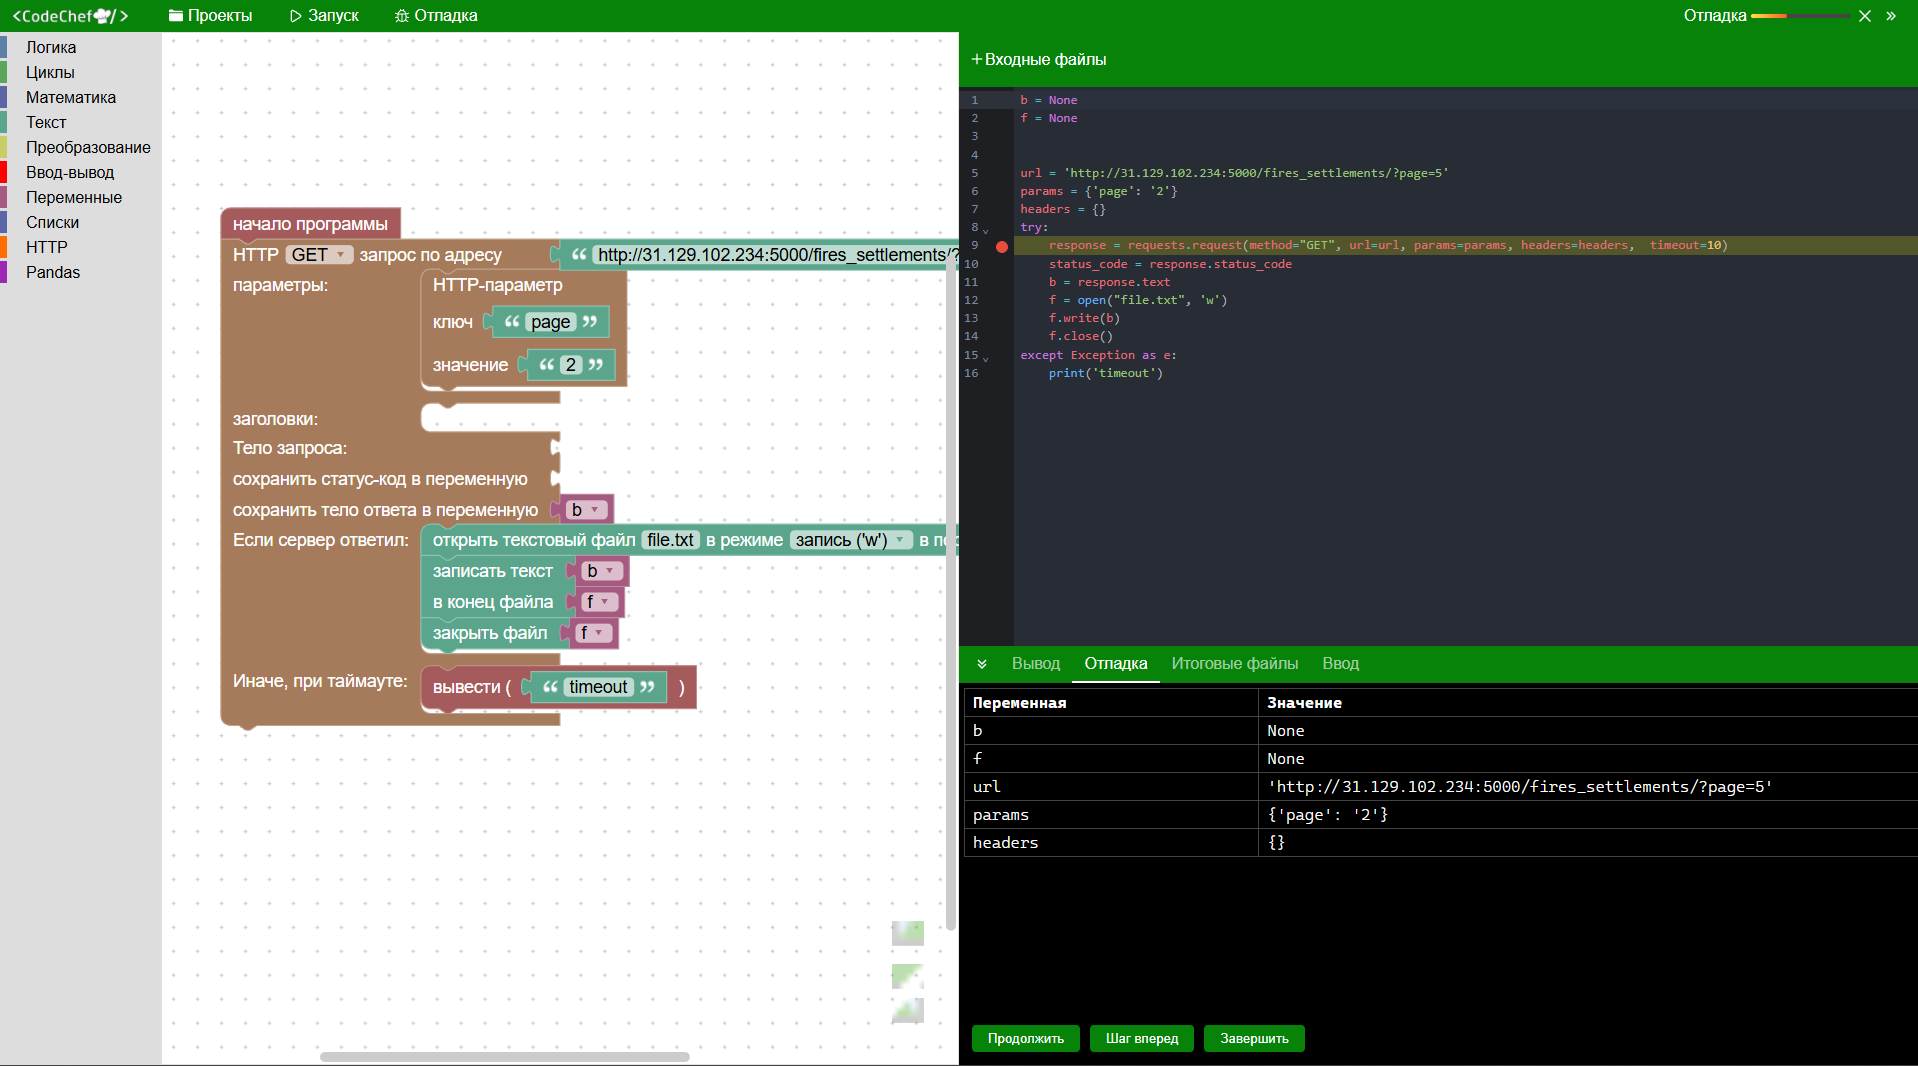 <CodeChef/>
Проекты
Запуск
Отладка
Отладка
Логика
Циклы
Математика
Текст
Преобразование
Ввод-вывод
Переменные
Списки
HTTP
Pandas
начало программы
HTTP GET запрос по адресу “ http://31.129.102.234:5000/fires_settlements/?
параметры:
HTTP-параметр
ключ “ page ”
значение “ 2 ”
заголовки:
Тело запроса:
сохранить статус-код в переменную
сохранить тело ответа в переменную b
Если сервер ответил:
открыть текстовый файл file.txt в режиме запись ('w') в
записать текст b
в конец файла f
закрыть файл f
Иначе, при таймауте:
вывести ( “ timeout ” )
+Входные файлы
1 b = None
2 f = None
3
4
5 url = 'http://31.129.102.234:5000/fires_settlements/?page=5'
6 params = {'page': '2'}
7 headers = {}
8 try:
9 response = requests.request(method="GET", url=url, params=params, headers=headers,  timeout=10)
10 status_code = response.status_code
11 b = response.text
12 f = open("file.txt", 'w')
13 f.write(b)
14 f.close()
15 except Exception as e:
16 print('timeout')
Вывод
Отладка
Итоговые файлы
Ввод
Переменная Значение
b None
f None
url 'http://31.129.102.234:5000/fires_settlements/?page=5'
params {'page': '2'}
headers {}
Продолжить
Шаг вперед
Завершить